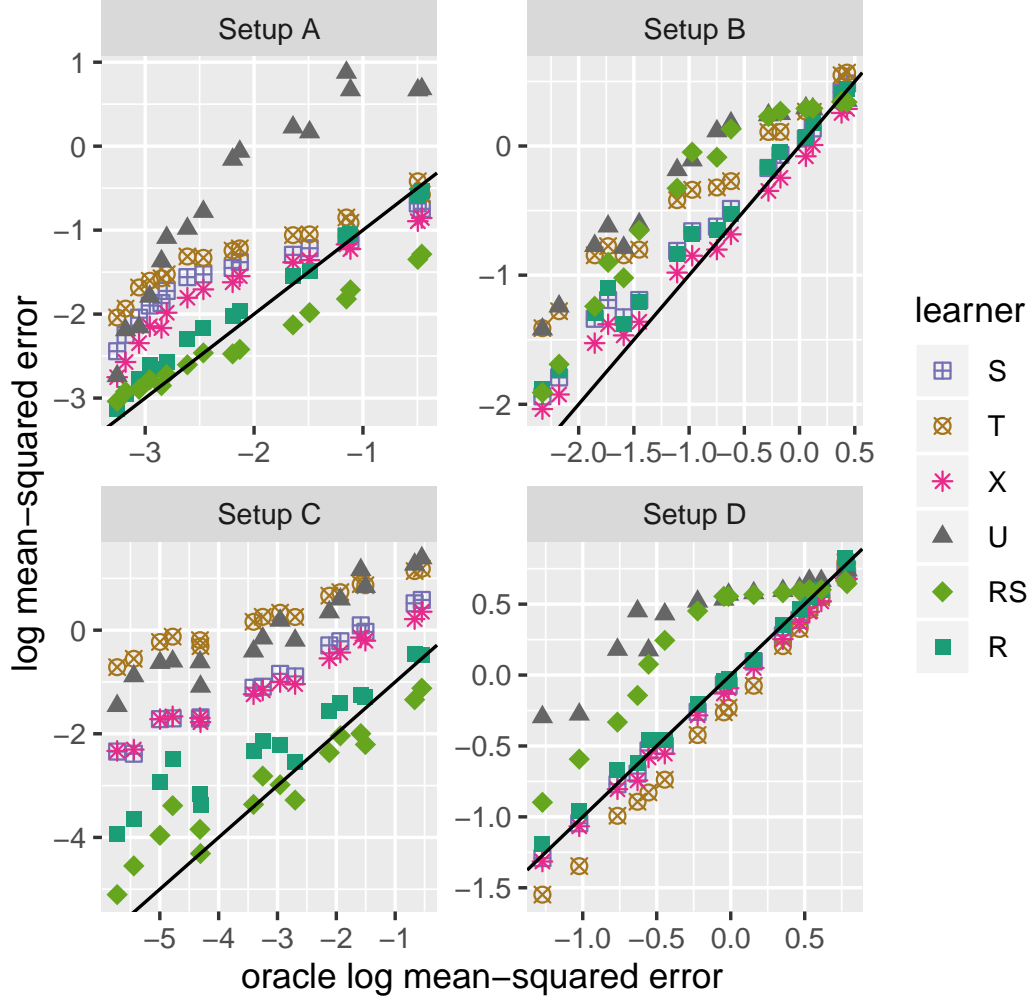 Setup A
Setup B
1
0
−1
−2
−3
−3
−2
−1
0
−1
−2
−2.0
−1.5
−1.0
−0.5
0.0
0.5
Setup C
Setup D
0
−2
−4
−5
−4
−3
−2
−1
0.5
0.0
−0.5
−1.0
−1.5
−1.0
−0.5
0.0
0.5
log mean−squared error
oracle log mean−squared error
learner
S
T
X
U
RS
R